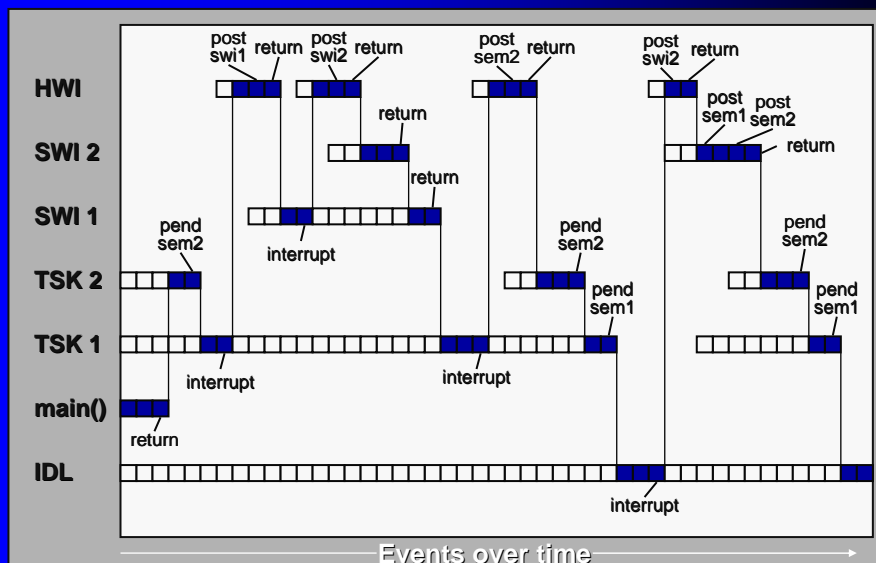 post
swi1
return
post
swi2
return
post
sem2
return
post
swi2
return
HWI
post
sem1
post
sem2
return
SWI 2
return
return
SWI 1
interrupt
pend
sem2
pend
sem2
pend
sem2
TSK 2
pend
sem1
pend
sem1
TSK 1
interrupt
interrupt
main()
return
IDL
interrupt
Events over time